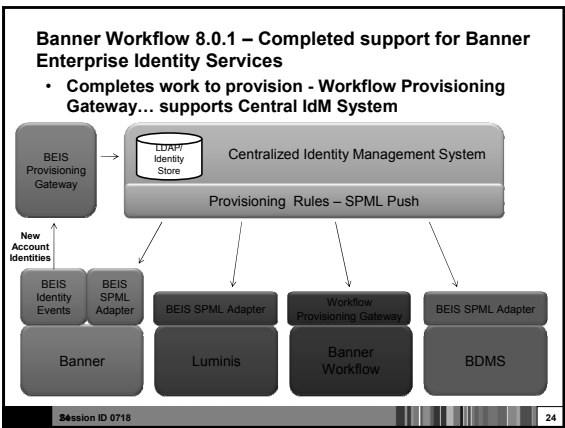 Banner Workflow 8.0.1 – Completed support for Banner
Enterprise Identity Services
• Completes work to provision - Workflow Provisioning
Gateway… supports Central IdM System
BEIS
Provisioning
Gateway
LDAP/
Identity
Store
Centralized Identity Management System
Provisioning Rules – SPML Push
New
Account
Identities
BEIS
Identity
Events
BEIS
SPML
Adapter
BEIS SPML Adapter
Workflow
Provisioning Gateway
BEIS SPML Adapter
Banner
Luminis
Banner
Workflow
BDMS
Session ID 0718
24